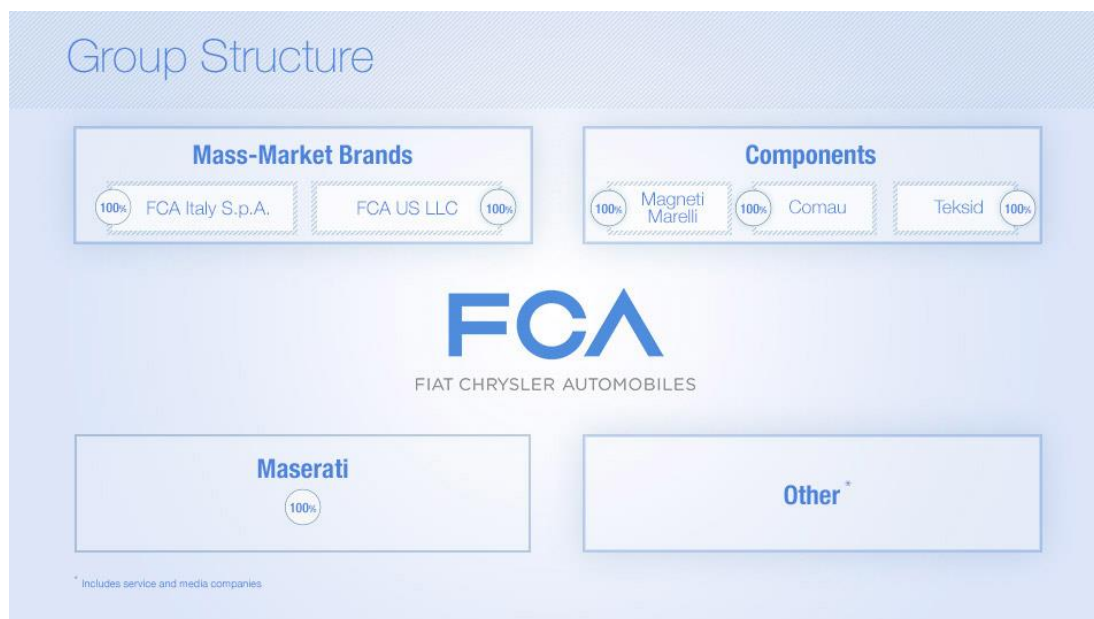 Group Structure
Mass-Market Brands
100% FCA Italy S.p.A.
FCA US LLC 100%
Components
100% Magneti
Marelli
100% Comau
Teksid 100%
FCA
FIAT CHRYSLER AUTOMOBILES
Maserati
100%
Other *
* Includes service and media companies